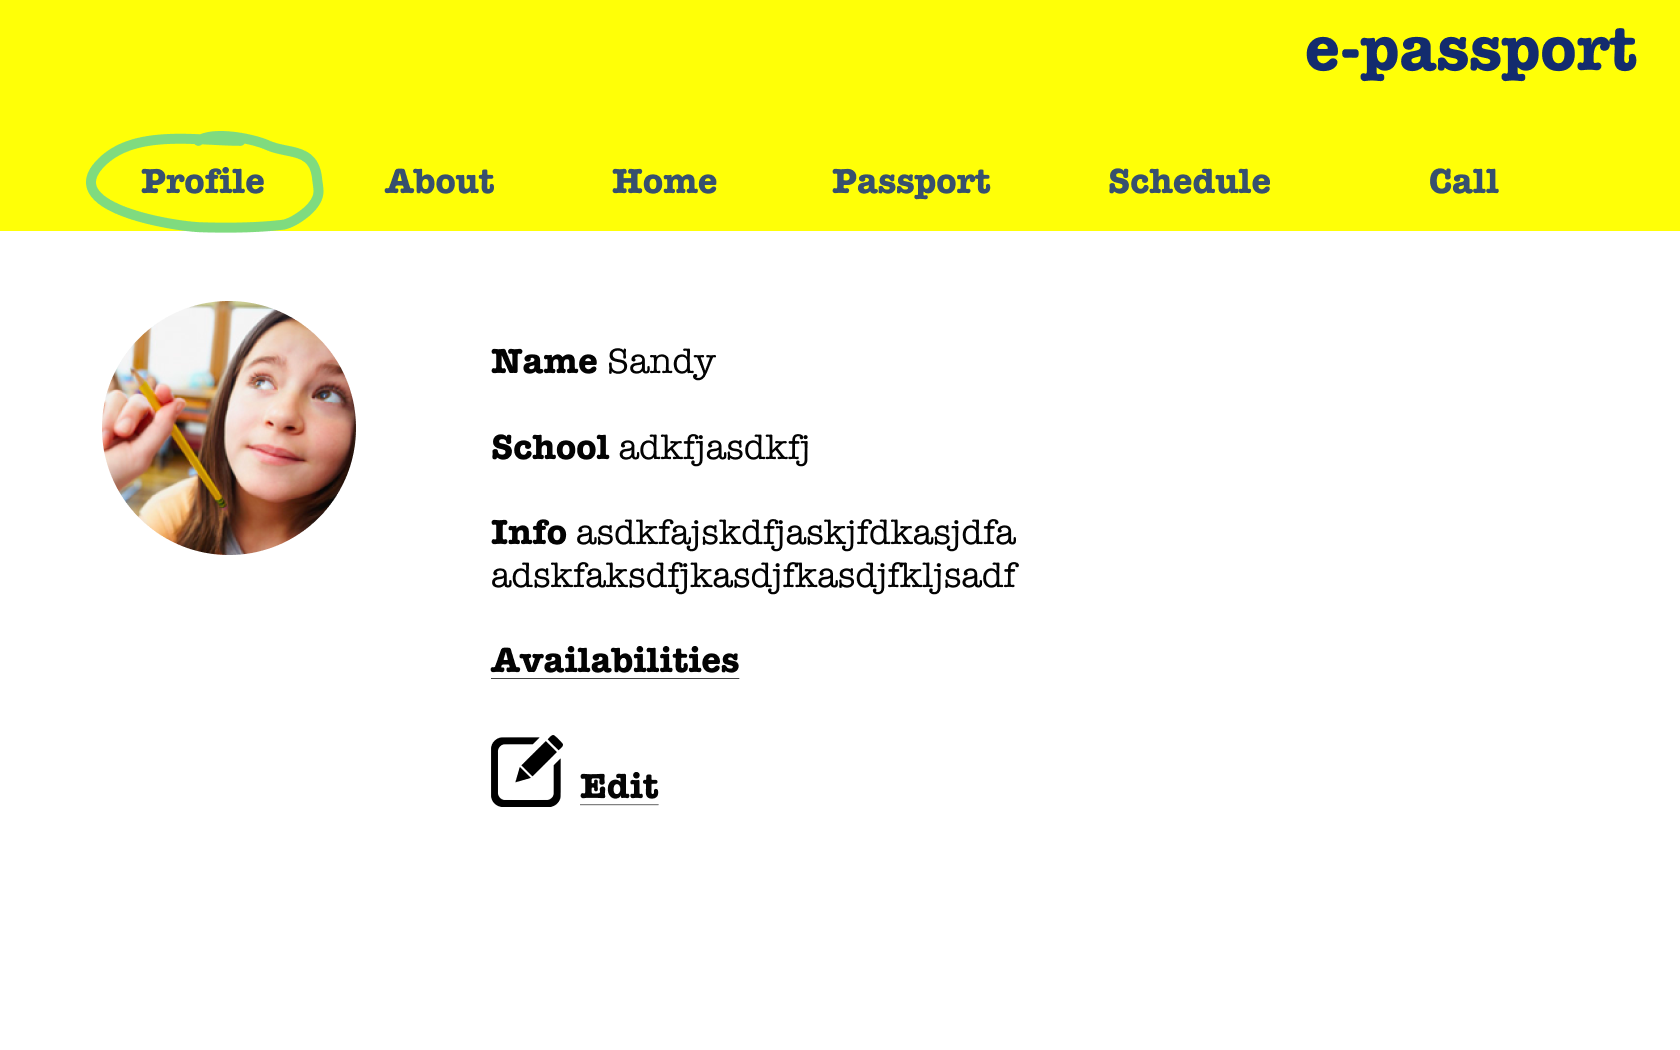 e-passport
Profile About Home Passport Schedule Call
Name Sandy
School adkfjasdkfj
Info asdkfajskdfjaskjfdkasjdfa
adskfaksdfjkasdjfkasdjfkljsadf
Availabilities
Edit